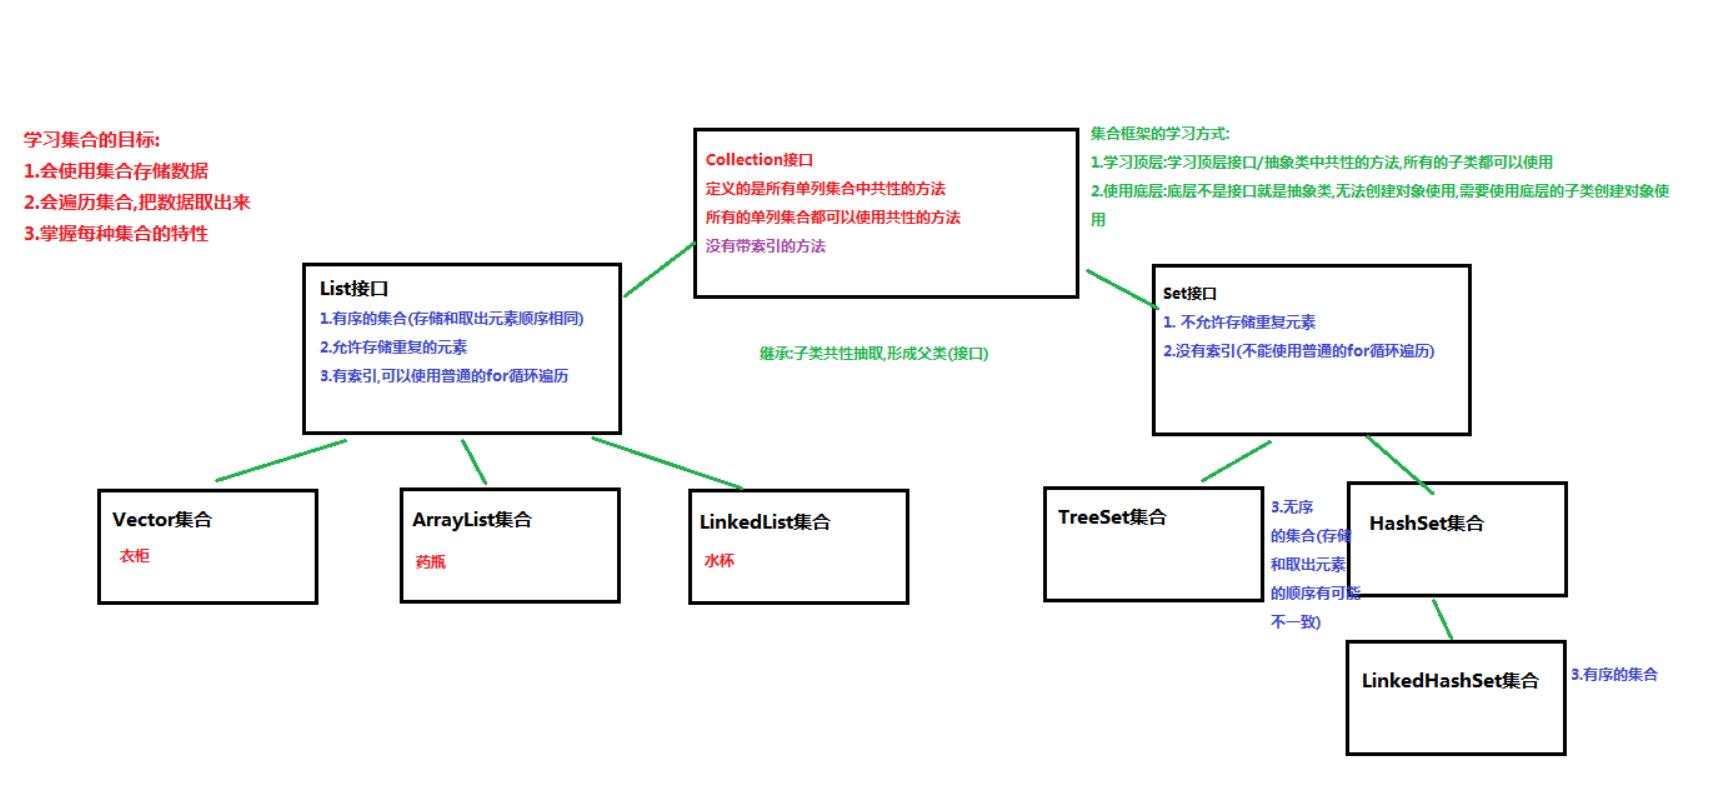 学习集合的目标:
1.会使用集合存储数据
2.会遍历集合,把数据取出来
3.掌握每种集合的特性
Collection接口
定义的是所有单列集合中共性的方法
所有的单列集合都可以使用共性的方法
没有带索引的方法
集合框架的学习方式:
1.学习顶层:学习顶层接口/抽象类中共性的方法,所有的子类都可以使用
2.使用底层:底层不是接口就是抽象类,无法创建对象使用,需要使用底层的子类创建对象使
用
List接口
1.有序的集合(存储和取出元素顺序相同)
2.允许存储重复的元素
3.有索引,可以使用普通的for循环遍历
继承:子类共性抽取,形成父类(接口)
Set接口
1. 不允许存储重复元素
2.没有索引(不能使用普通的for循环遍历)
Vector集合
衣柜
ArrayList集合
药瓶
LinkedList集合
水杯
TreeSet集合
3.无序
的集合(存储
和取出元素
的顺序有可能
不一致)
HashSet集合
LinkedHashSet集合
3.有序的集合